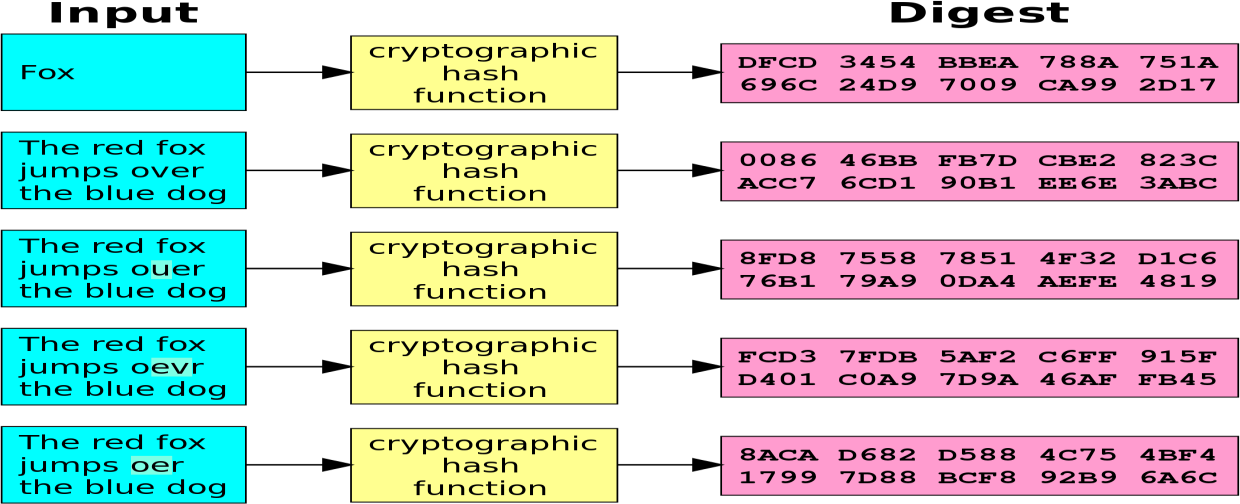 Input Digest
Fox
cryptographic
hash
function
DFCD 3454 BBEA 788A 751A
696C 24D9 7009 CA99 2D17
The red fox
jumps over
the blue dog
cryptographic
hash
function
0086 46BB FB7D CBE2 823C
ACC7 6CD1 90B1 EE6E 3ABC
The red fox
jumps ouer
the blue dog
cryptographic
hash
function
8FD8 7558 7851 4F32 D1C6
76B1 79A9 0DA4 AEFE 4819
The red fox
jumps oevr
the blue dog
cryptographic
hash
function
FCD3 7FDB 5AF2 C6FF 915F
D401 C0A9 7D9A 46AF FB45
The red fox
jumps oer
the blue dog
cryptographic
hash
function
8ACA D682 D588 4C75 4BF4
1799 7D88 BCF8 92B9 6A6C